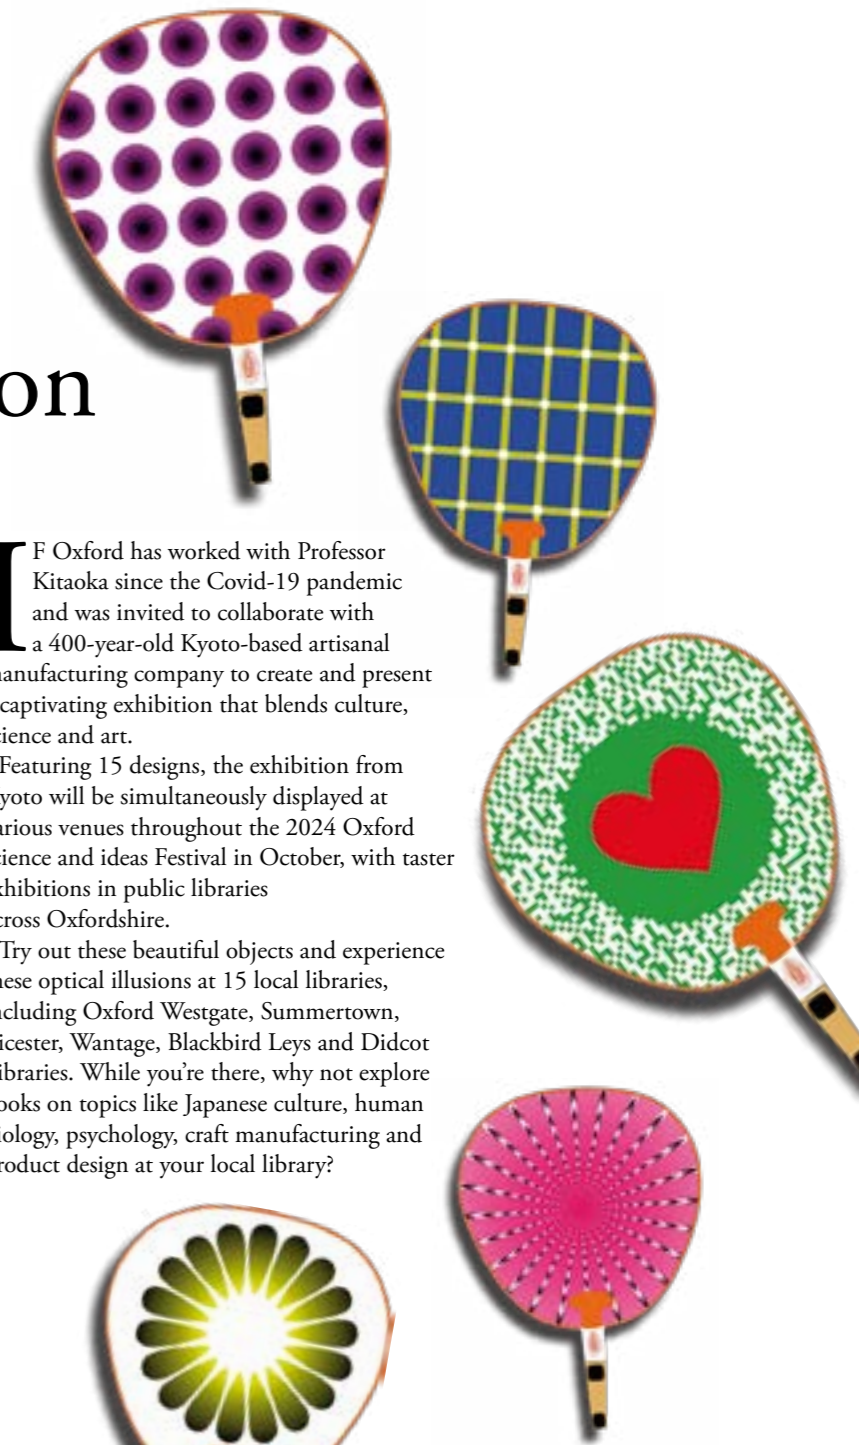 on
IF Oxford has worked with Professor
Kitaoka since the Covid-19 pandemic
and was invited to collaborate with
a 400-year-old Kyoto-based artisanal
anufacturing company to create and present
captivating exhibition that blends culture,
ience and art.
Featuring 15 designs, the exhibition from
yoto will be simultaneously displayed at
arious venues throughout the 2024 Oxford
cience and ideas Festival in October, with taster
xhibitions in public libraries
cross Oxfordshire.
Try out these beautiful objects and experience
hese optical illusions at 15 local libraries,
ncluding Oxford Westgate, Summertown,
icester, Wantage, Blackbird Leys and Didcot
ibraries. While you're there, why not explore
ooks on topics like Japanese culture, human
iology, psychology, craft manufacturing and
roduct design at your local library?